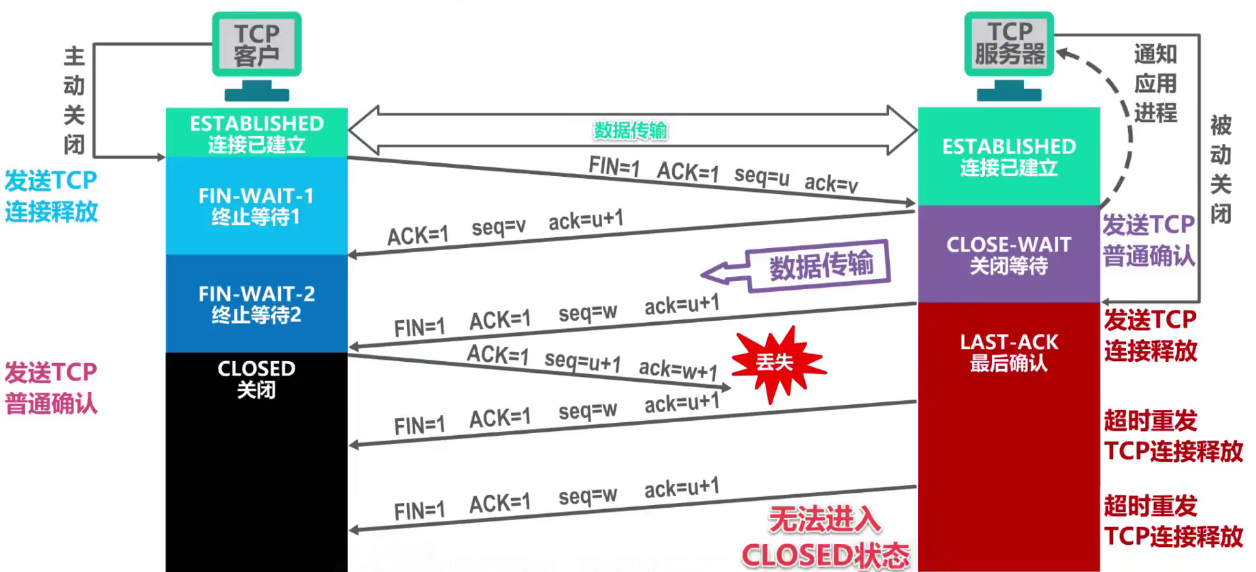 TCP
客户
TCP
服务器
主动关闭
通知
应用
进程
被动关闭
ESTABLISHED
连接已建立
数据传输
ESTABLISHED
连接已建立
发送TCP
连接释放
FIN-WAIT-1
终止等待1
FIN=1 ACK=1 seq=u ack=v
ACK=1 seq=v ack=u+1
CLOSE-WAIT
关闭等待
发送TCP
普通确认
数据传输
FIN-WAIT-2
终止等待2
FIN=1 ACK=1 seq=w ack=u+1
发送TCP
连接释放
LAST-ACK
最后确认
发送TCP
普通确认
CLOSED
关闭
ACK=1 seq=u+1 ack=w+1
丢失
FIN=1 ACK=1 seq=w ack=u+1
超时重发
TCP连接释放
FIN=1 ACK=1 seq=w ack=u+1
超时重发
TCP连接释放
无法进入
CLOSED状态